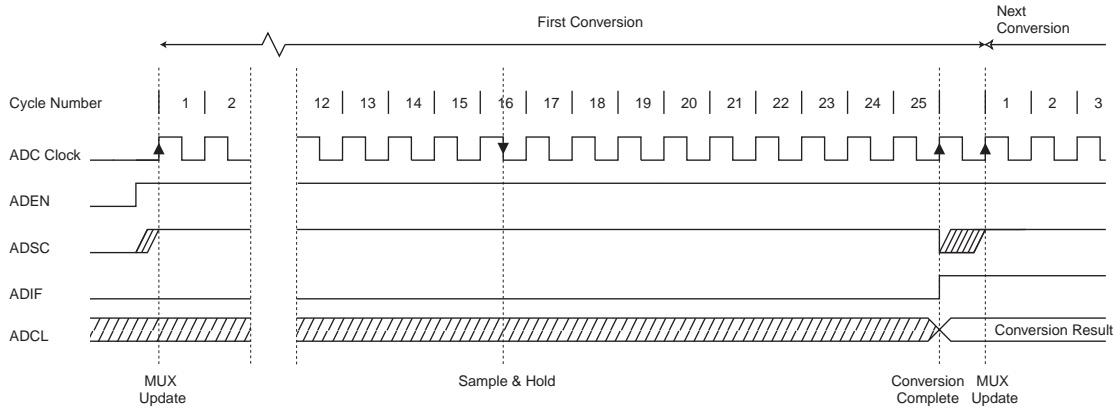 First Conversion
Next
Conversion
Cycle Number 1 2 12 13 14 15 16 17 18 19 20 21 22 23 24 25 1 2 3
ADC Clock
ADEN
ADSC
ADIF
ADCL Conversion Result
MUX
Update
Sample & Hold
Conversion
Complete
MUX
Update